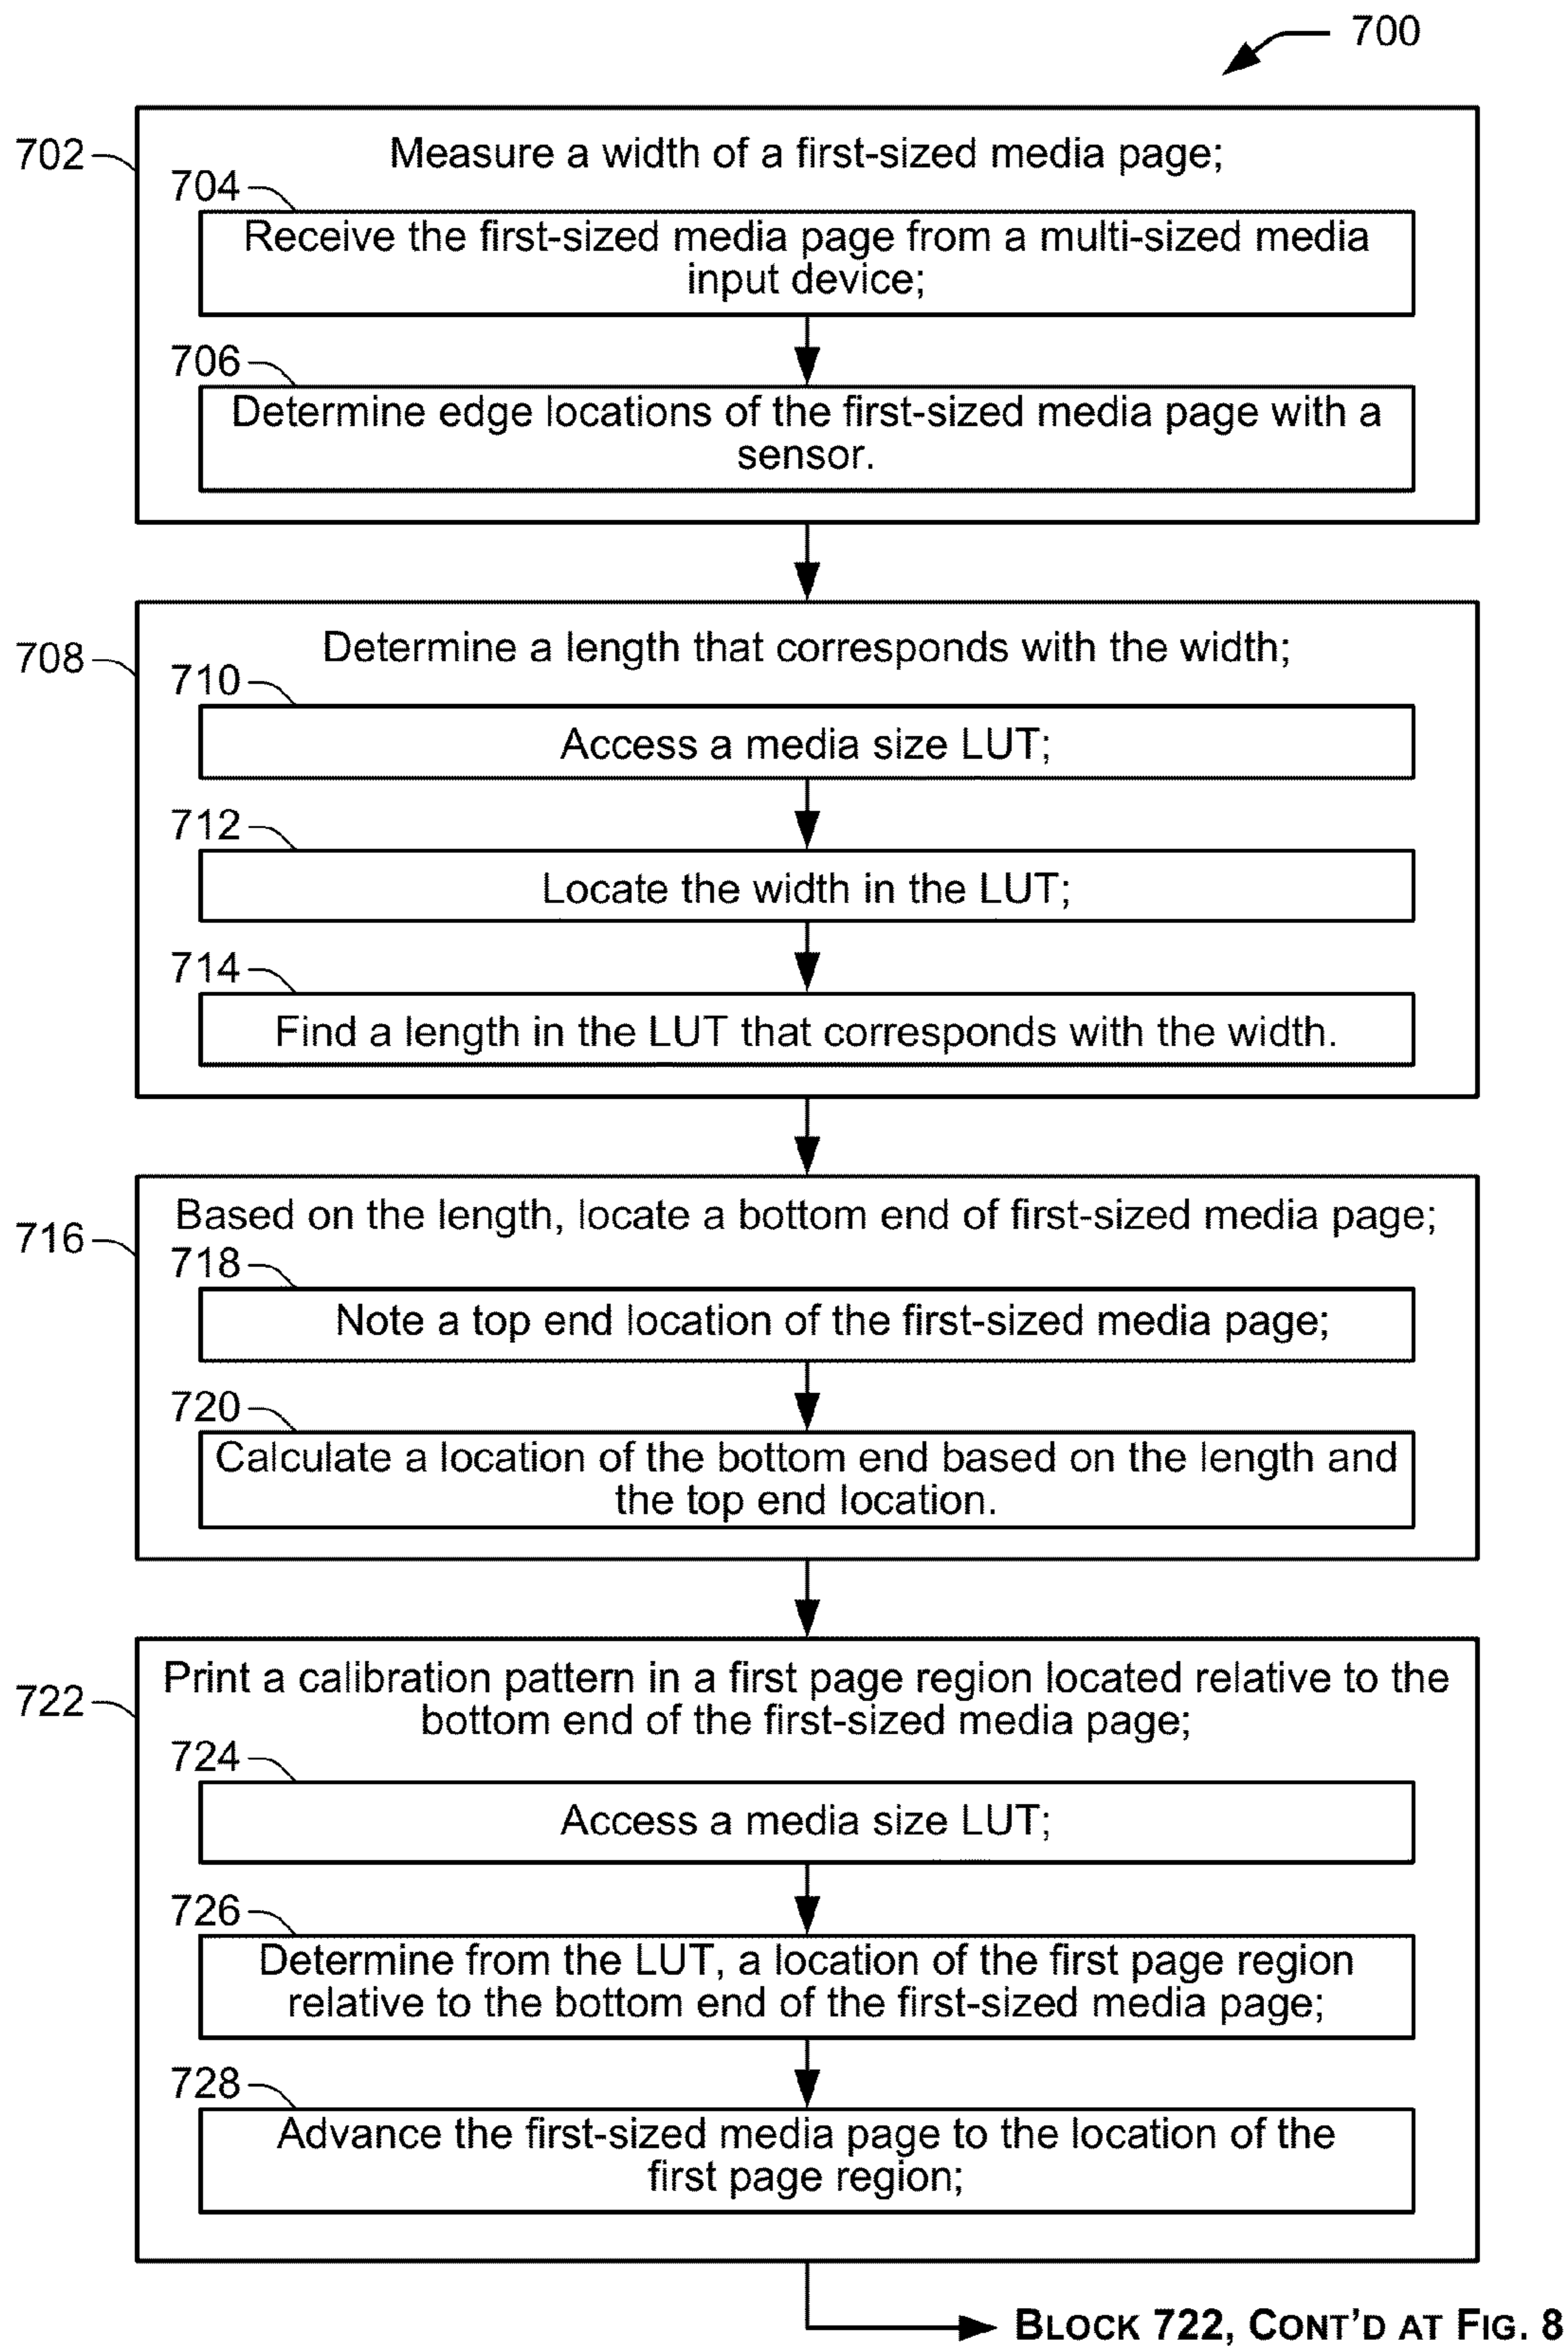 700
702
Measure a width of a first-sized media page;
704
Receive the first-sized media page from a multi-sized media
input device;
706
Determine edge locations of the first-sized media page with a
sensor.
708
Determine a length that corresponds with the width;
710
Access a media size LUT;
712
Locate the width in the LUT;
714
Find a length in the LUT that corresponds with the width.
716
Based on the length, locate a bottom end of first-sized media page;
718
Note a top end location of the first-sized media page;
720
Calculate a location of the bottom end based on the length and
the top end location.
722
Print a calibration pattern in a first page region located relative to the
bottom end of the first-sized media page;
724
Access a media size LUT;
726
Determine from the LUT, a location of the first page region
relative to the bottom end of the first-sized media page;
728
Advance the first-sized media page to the location of the
first page region;
BLOCK 722, CONT'D AT FIG. 8